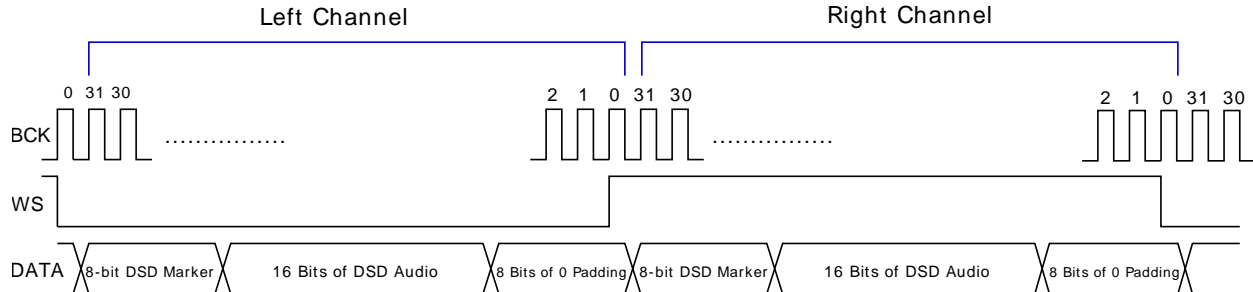 Left Channel Right Channel
0 31 30 2 1 0 31 30 2 1 0 31 30
BCK ................ ................
WS
DATA 8-bit DSD Marker 16 Bits of DSD Audio 8 Bits of 0 Padding 8-bit DSD Marker 16 Bits of DSD Audio 8 Bits of 0 Padding